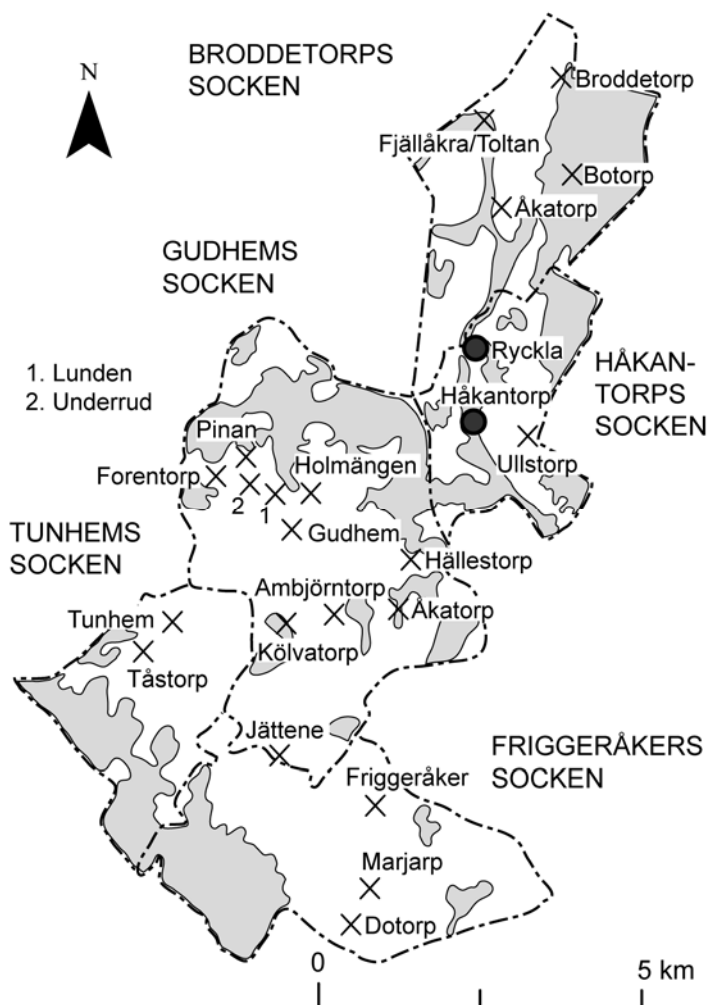 BRODDETORPS
SOCKEN
N
Broddetorp
Fjällåkra/Toltan
Botorp
Åkatorp
GUDHEMS
SOCKEN
1. Lunden
2. Underrud
Ryckla
HÅKAN-
TORPS
SOCKEN
Håkantorp
Ullstorp
Pinan
Holmängen
Forentorp
2
1
Gudhem
TUNHEMS
SOCKEN
Hällestorp
Ambjörntorp
Åkatorp
Tunhem
Kölvatorp
Tåstorp
Jättene
FRIGGERÅKERS
SOCKEN
Friggeråker
Marjarp
Dotorp
0
5 km